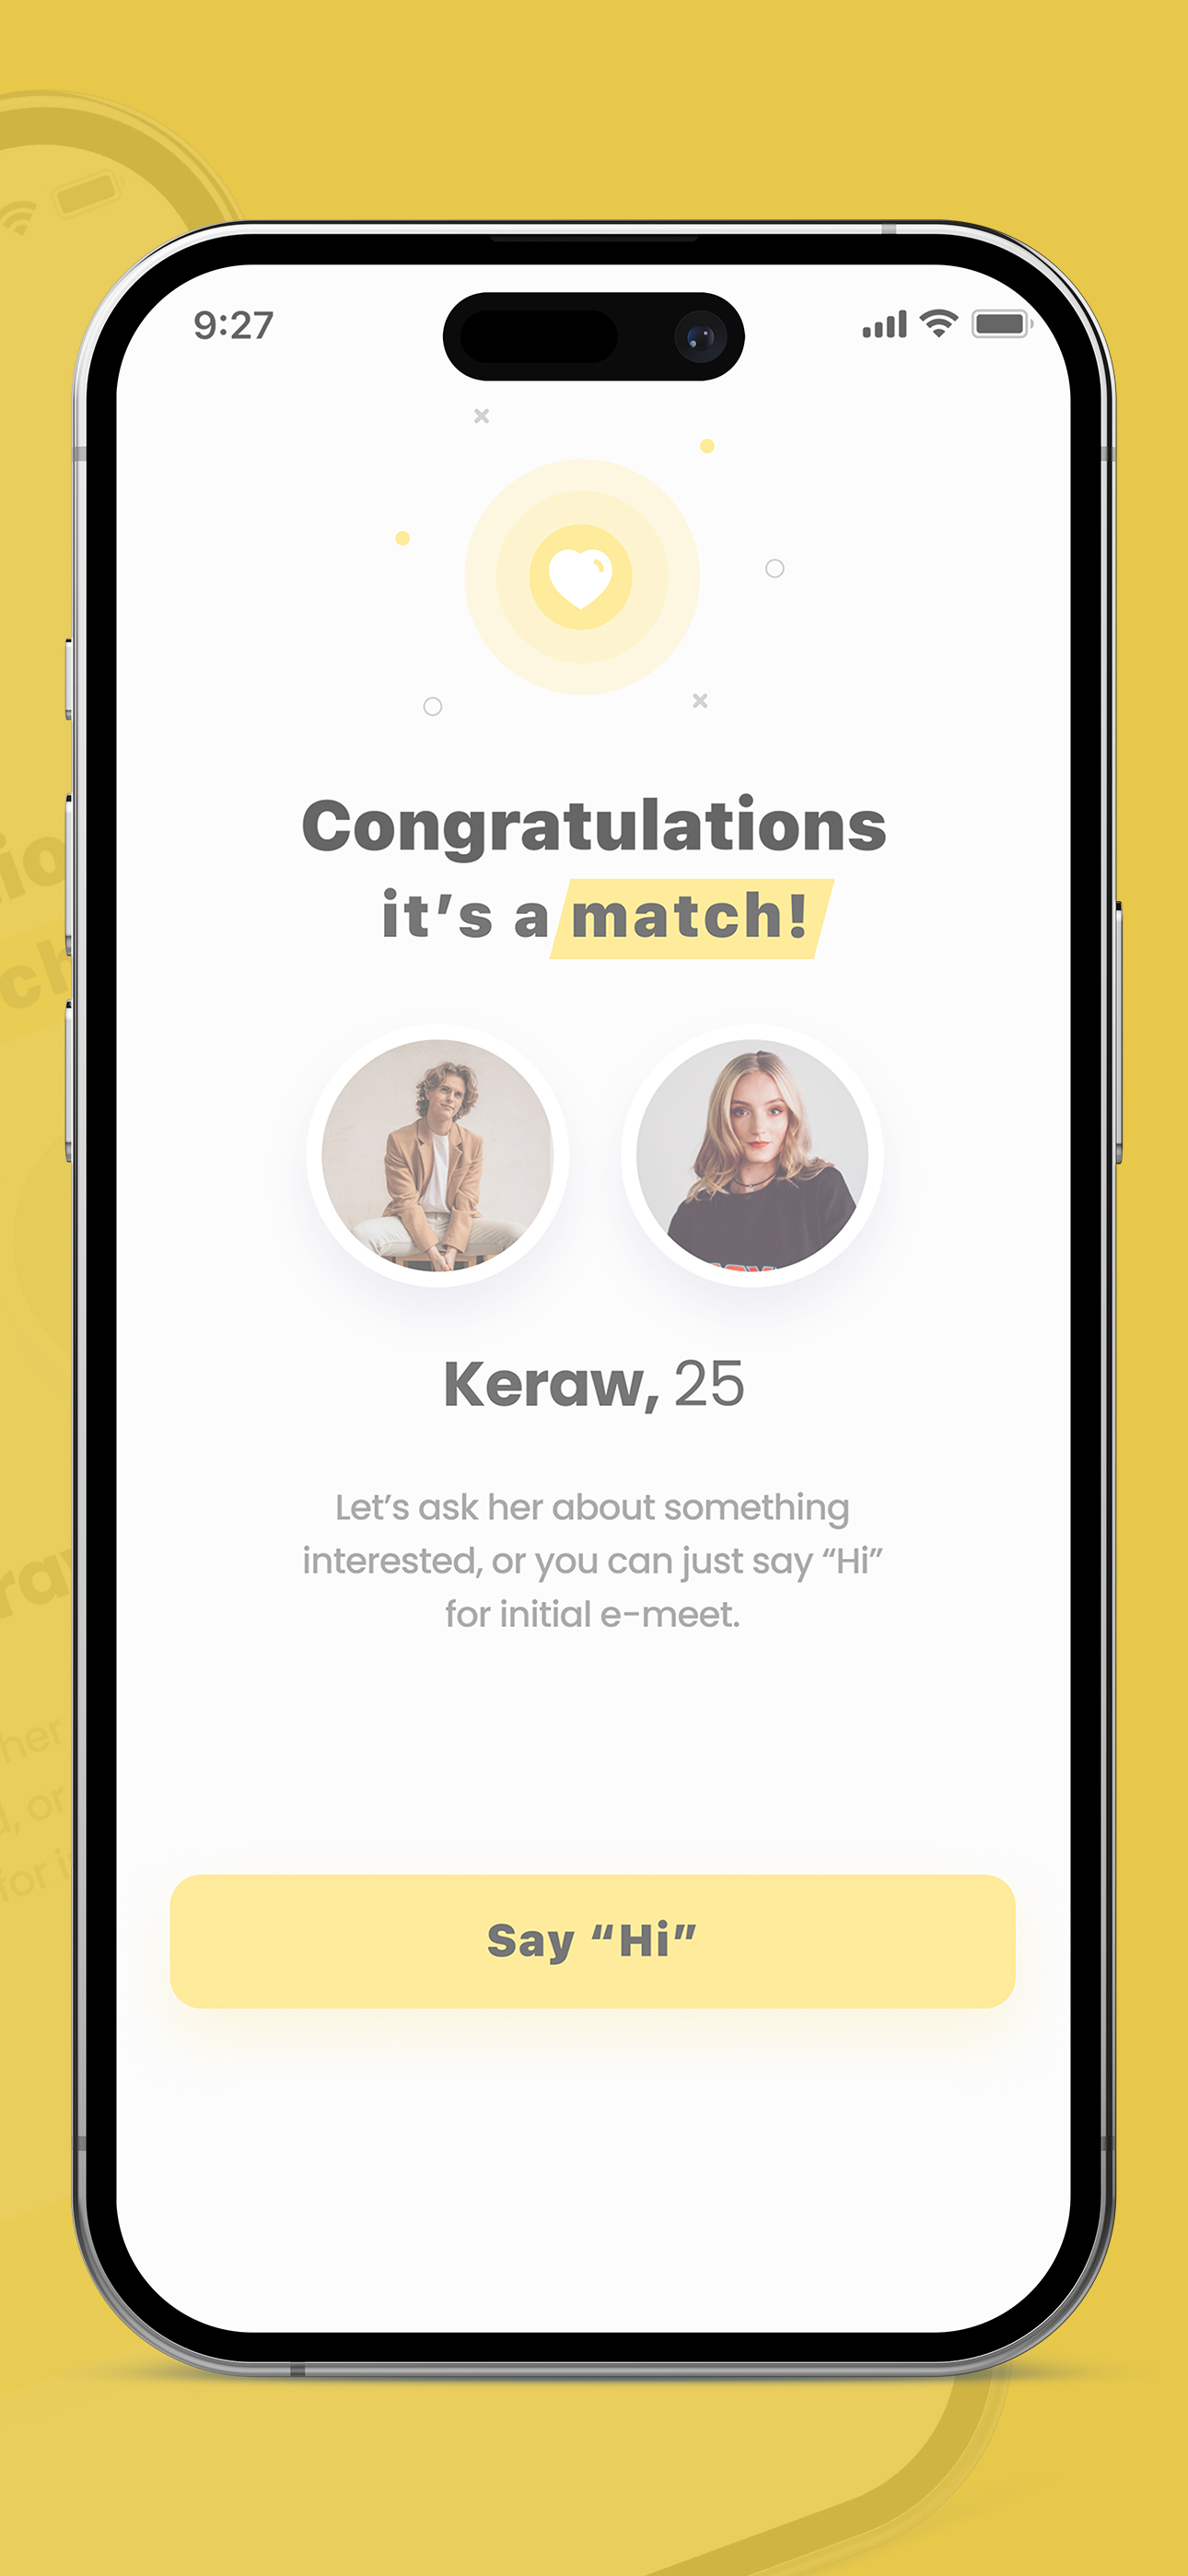 9:27
Congratulations
it’s a match!
Keraw, 25
Let’s ask her about something
interested, or you can just say “Hi”
for initial e-meet.
Say “Hi”